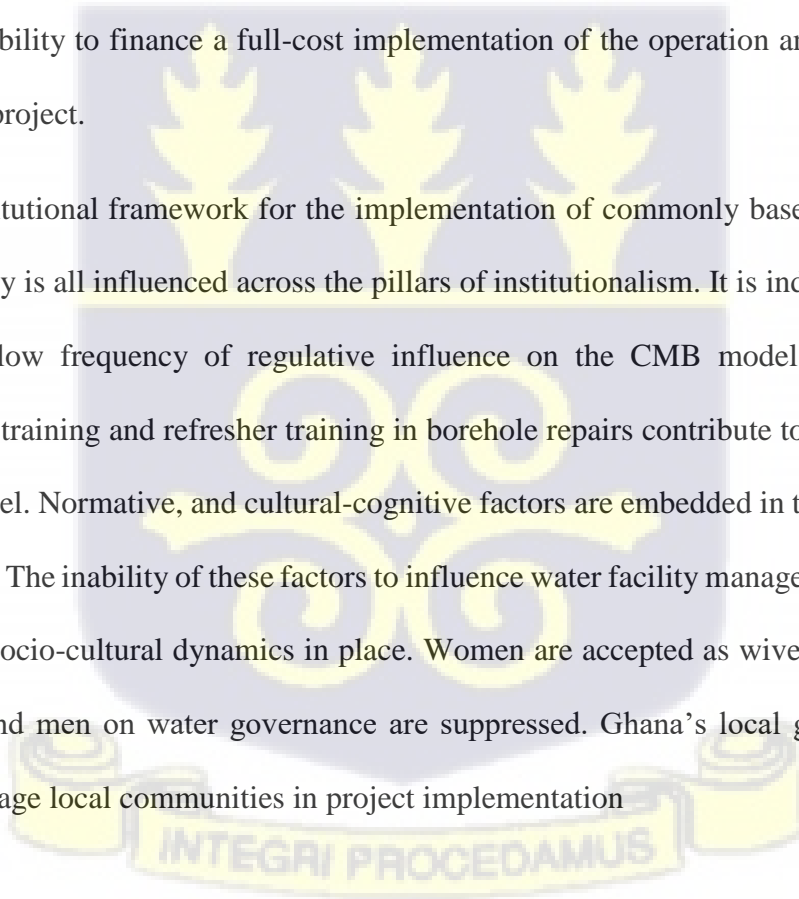 bility to finance a full-cost implementation of the operation a
project.
tutional framework for the implementation of commonly base
y is all influenced across the pillars of institutionalism. It is in
low frequency of regulative influence on the CMB model
training and refresher training in borehole repairs contribute to
el. Normative, and cultural-cognitive factors are embedded in t
The inability of these factors to influence water facility manage
ocio-cultural dynamics in place. Women are accepted as wive
nd men on water governance are suppressed. Ghana’s local g
age local communities in project implementation
INTEGRI PROCEDAMUS